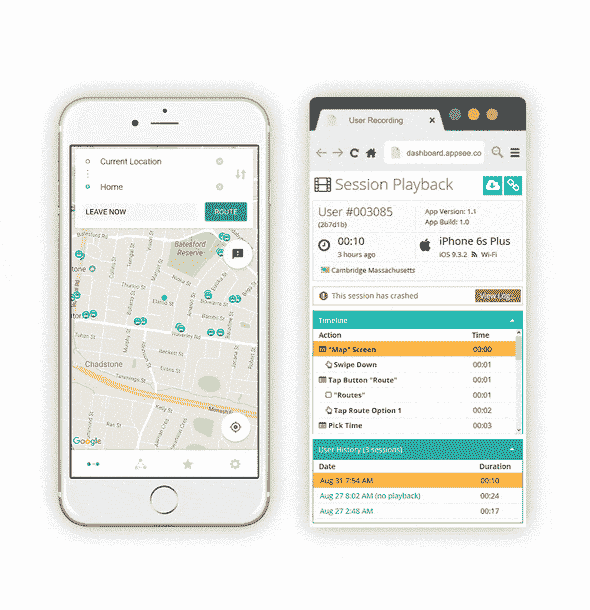 Current Location
Home
LEAVE NOW
ROUTE
Batesford
Reserve
Chadstone
Google
User Recording
dashboard.appsee.co
Session Playback
User #003085
(2b7d1b)
App Version: 1.1
App Build: 1.0
00:10
3 hours ago
iPhone 6s Plus
iOS 9.3.2 Wi-Fi
Cambridge Massachusetts
This session has crashed
View Log...
Timeline
Action Time
"Map" Screen 00:00
Swipe Down 00:01
Tap Button "Route" 00:01
"Routes" 00:01
Tap Route Option 1 00:02
Pick Time 00:03
User History (3 sessions)
Date Duration
Aug 31 7:54 AM 00:10
Aug 27 8:02 AM (no playback) 00:24
Aug 27 2:48 AM 00:17